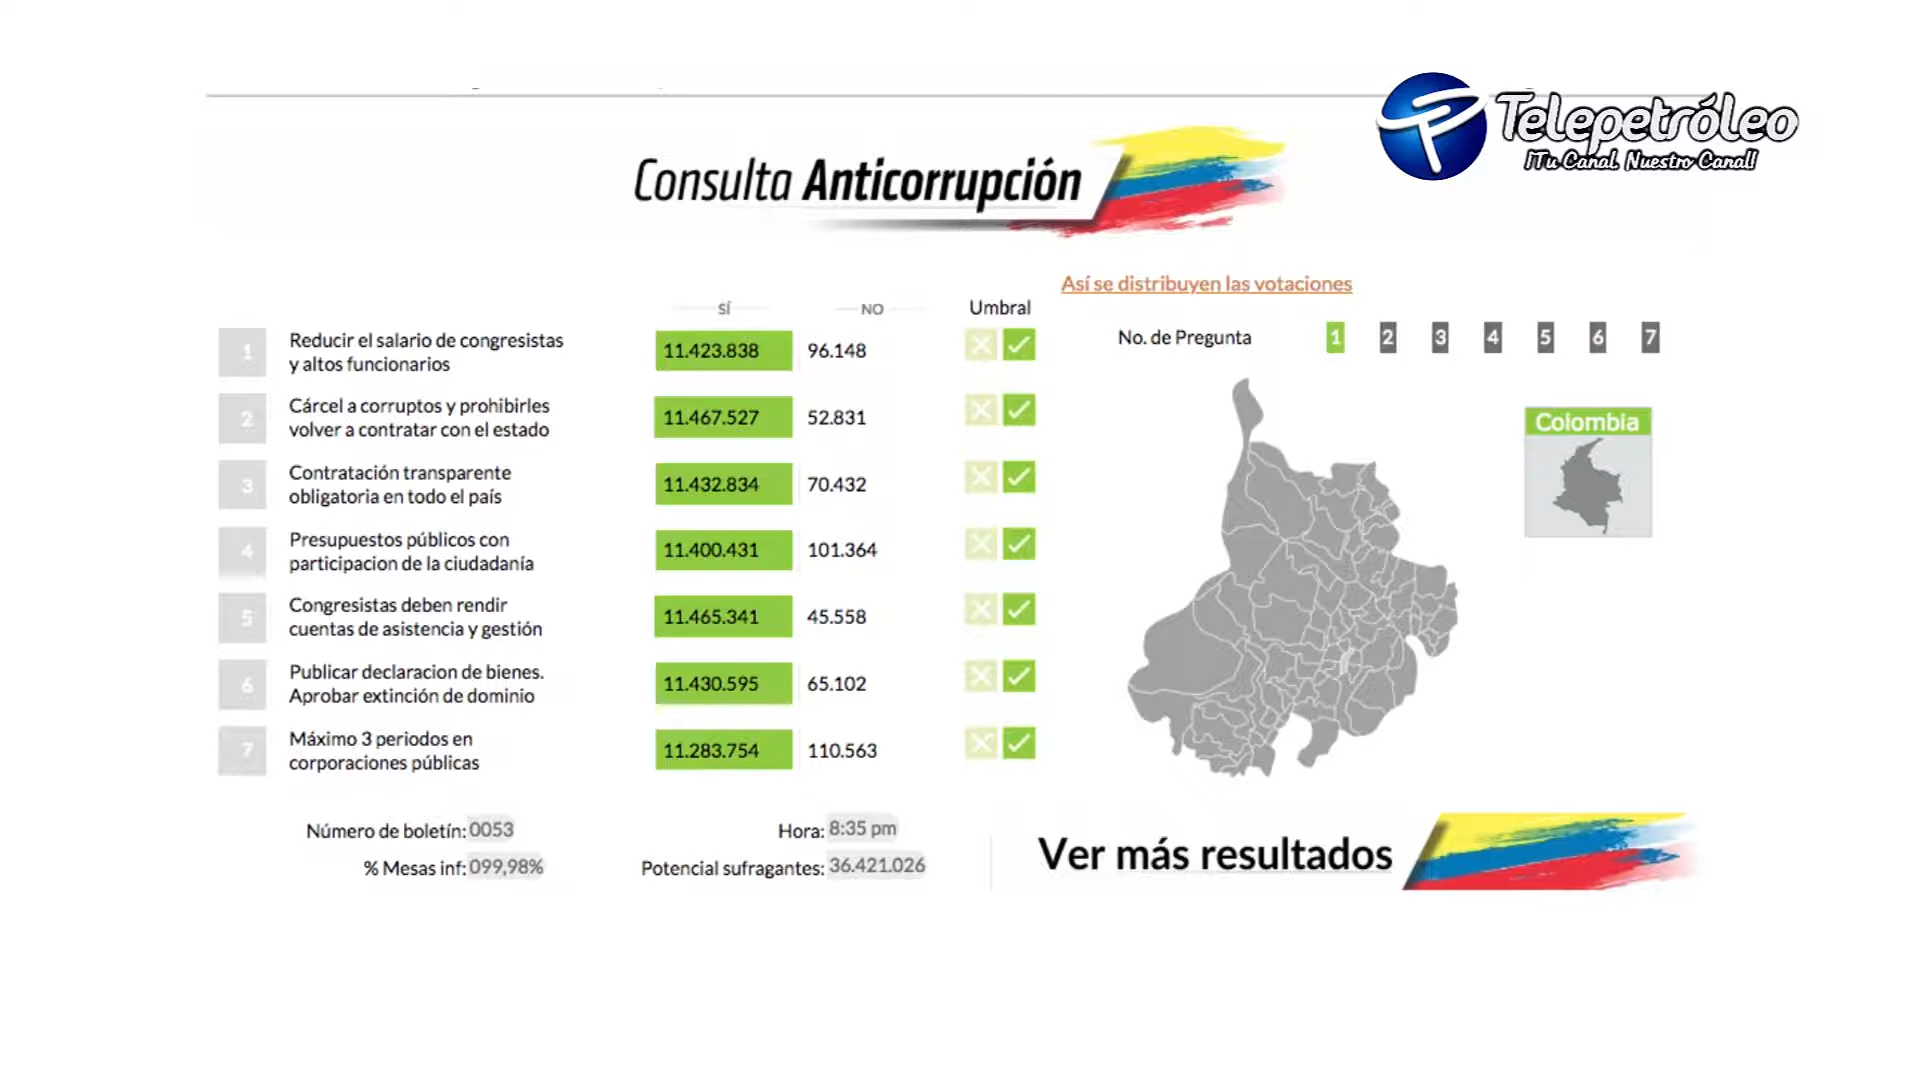 Telepetróleo
¡Tu Canal, Nuestro Canal!
Consulta Anticorrupción
Así se distribuyen las votaciones
SÍ NO Umbral
No. de Pregunta 1 2 3 4 5 6 7
1 Reducir el salario de congresistas
y altos funcionarios
11.423.838 96.148
2 Cárcel a corruptos y prohibirles
volver a contratar con el estado
11.467.527 52.831
3 Contratación transparente
obligatoria en todo el país
11.432.834 70.432
4 Presupuestos públicos con
participacion de la ciudadanía
11.400.431 101.364
5 Congresistas deben rendir
cuentas de asistencia y gestión
11.465.341 45.558
6 Publicar declaracion de bienes.
Aprobar extinción de dominio
11.430.595 65.102
7 Máximo 3 periodos en
corporaciones públicas
11.283.754 110.563
Colombia
Número de boletín: 0053
Hora: 8:35 pm
% Mesas inf: 099,98%
Potencial sufragantes: 36.421.026
Ver más resultados